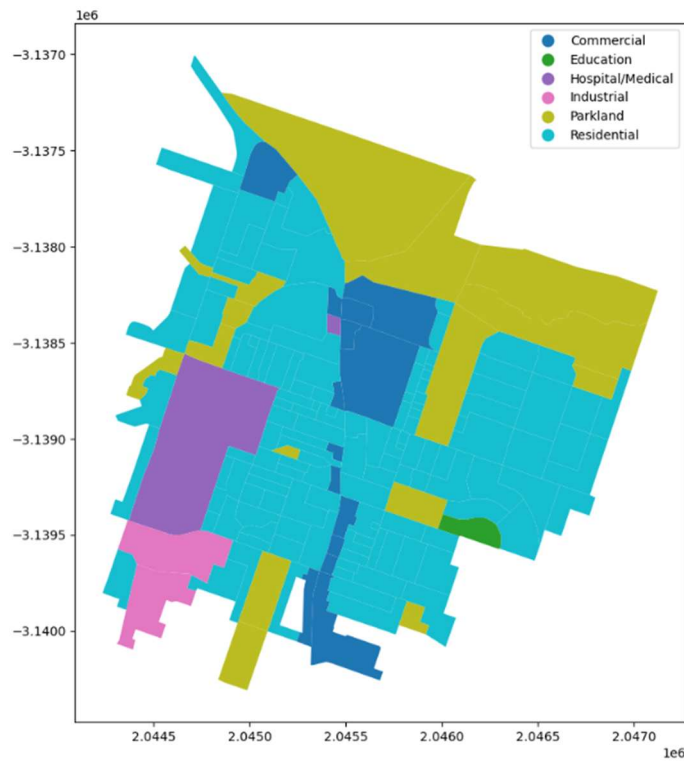 1e6
Commercial
Education
Hospital/Medical
Industrial
Parkland
Residential
−3.1370
−3.1375
−3.1380
−3.1385
−3.1390
−3.1395
−3.1400
2.0445
2.0450
2.0455
2.0460
2.0465
2.0470
1e6